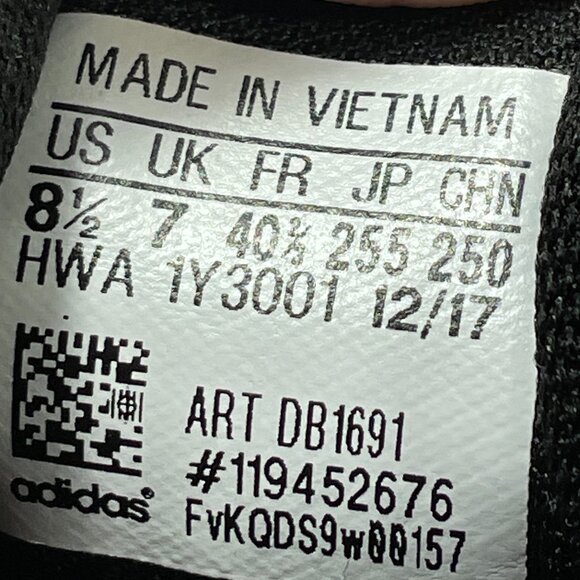 MADE IN VIETNAM
US UK FR JP CHN
8½ 7 40⅔ 255 250
HWA 1Y3001 12/17
ART DB1691
#119452676
adidas®
FvKQDS9w00157